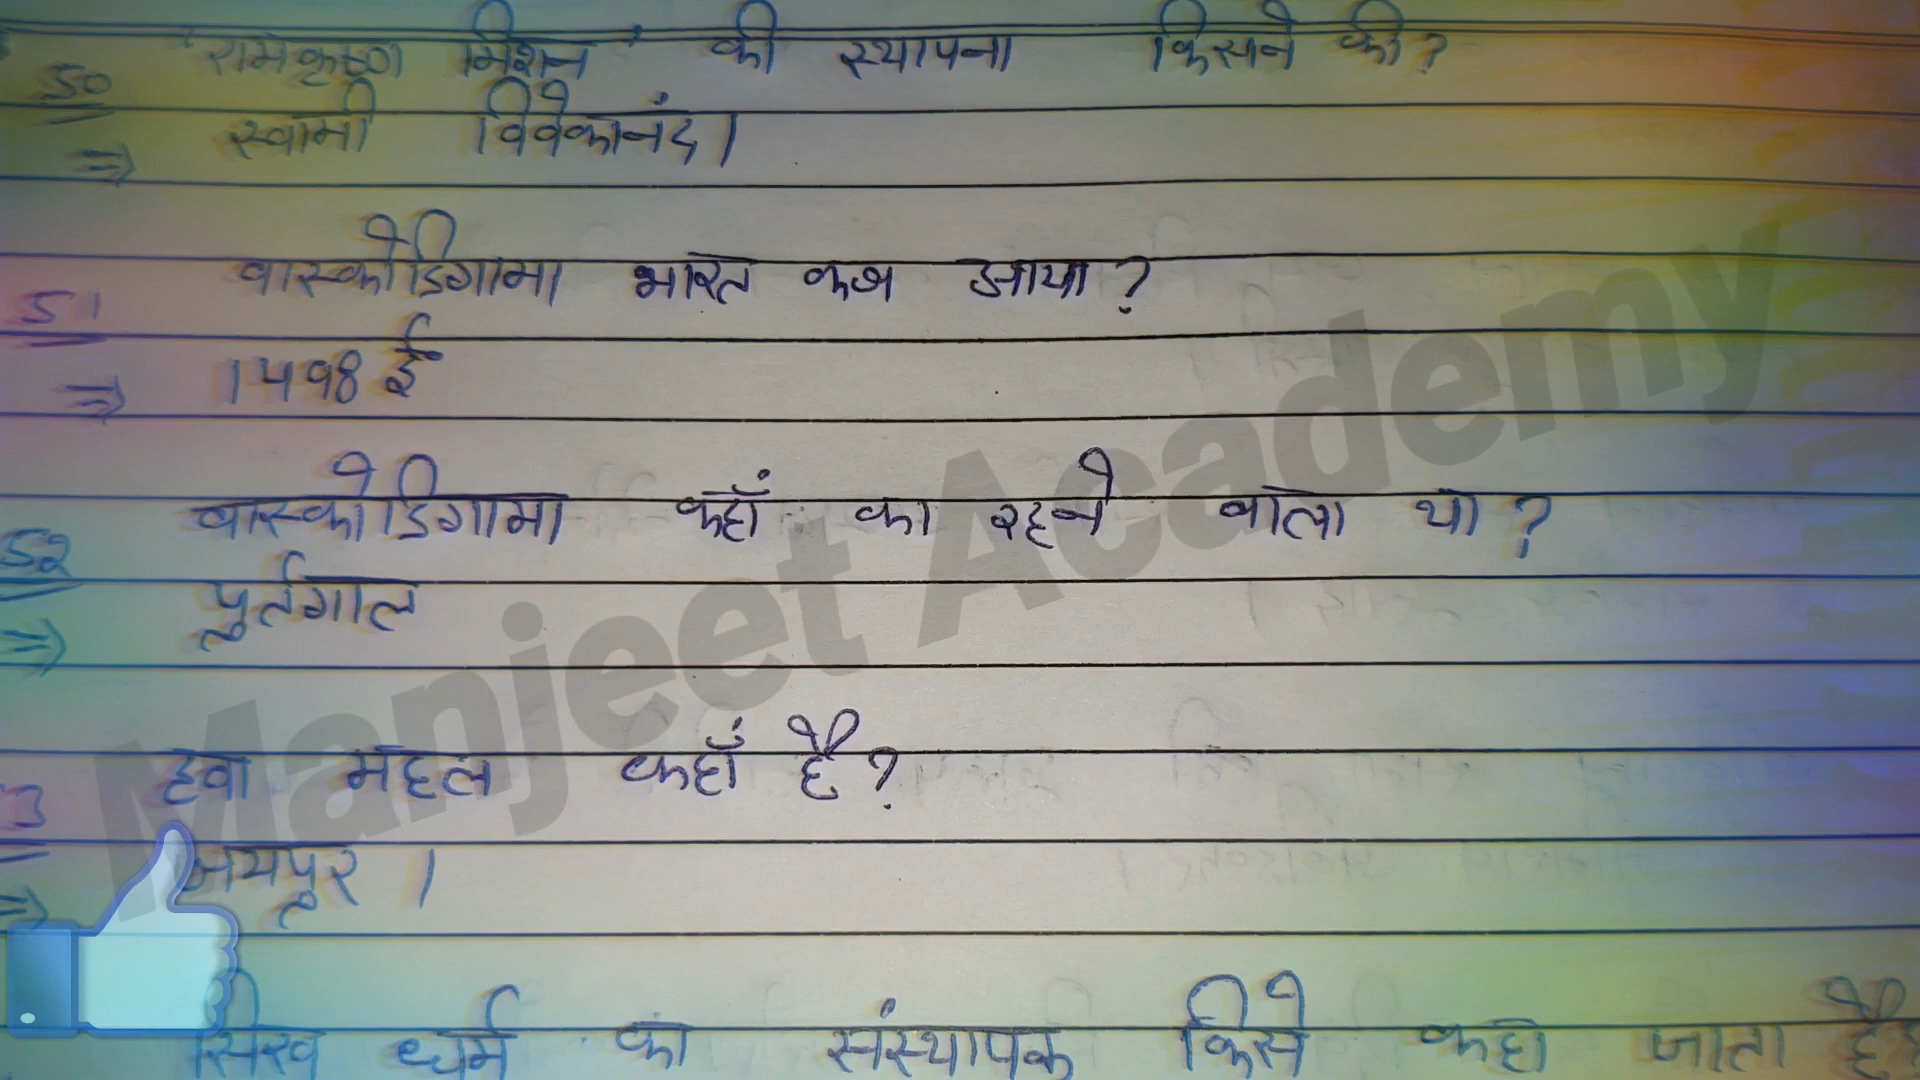 50 'रामकृष्ण मिशन' की स्थापना किसने की?
=> स्वामी विवेकानंद।
51 वास्कोडिगामा भारत कब आया?
=> 1498 ई॰
52 वास्कोडिगामा कहाँ का रहने वाला था?
=> पुर्तगाल
3 हवा महल कहाँ है?
=> जयपुर।
सिख धर्म का संस्थापक किसे कहा जाता है?
Manjeet Academy